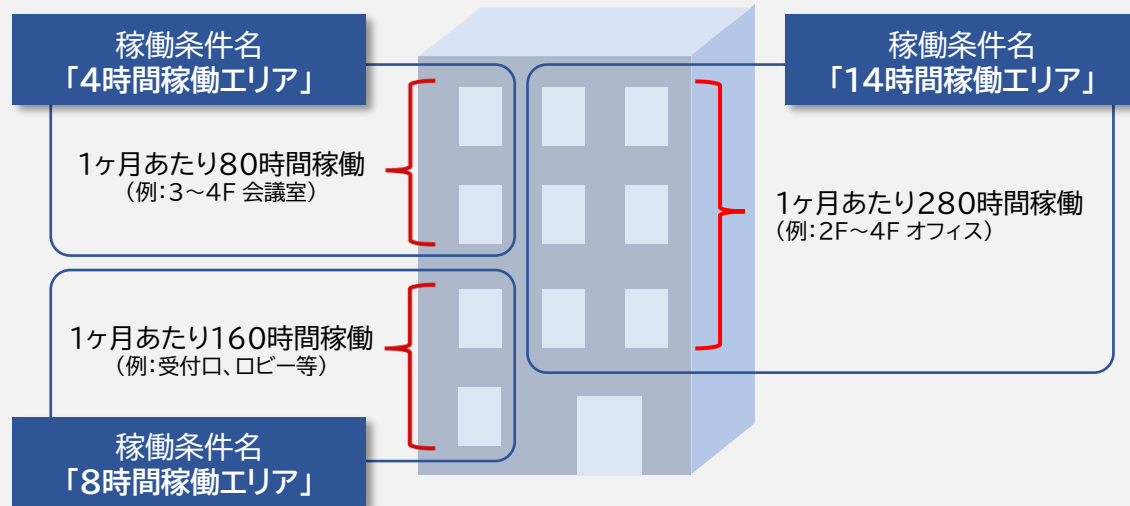 稼働条件名
「4時間稼働エリア」
1ヶ月あたり80時間稼働
（例：3～4F 会議室）
1ヶ月あたり160時間稼働
（例：受付口、ロビー等）
稼働条件名
「8時間稼働エリア」
稼働条件名
「14時間稼働エリア」
1ヶ月あたり280時間稼働
（例：2F～4F オフィス）